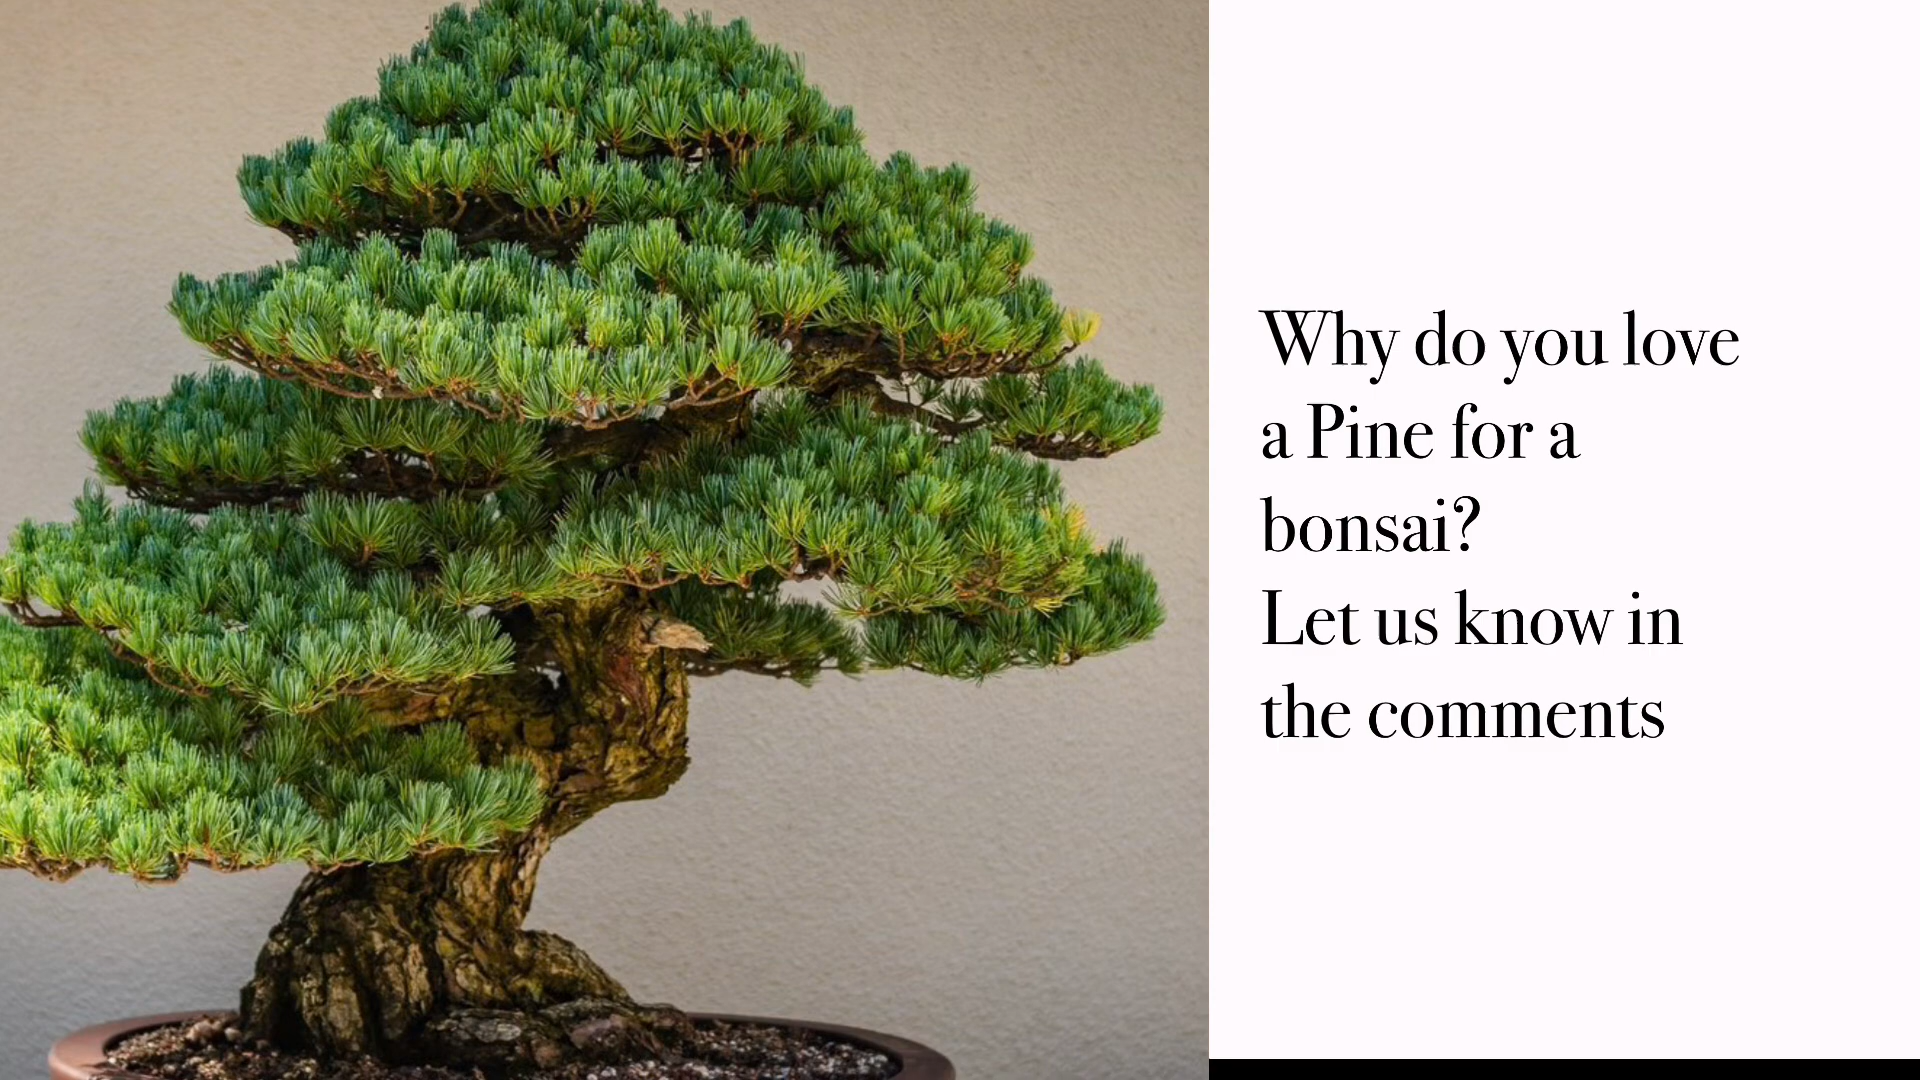 Why do you love
a Pine for a
bonsai?
Let us know in
the comments